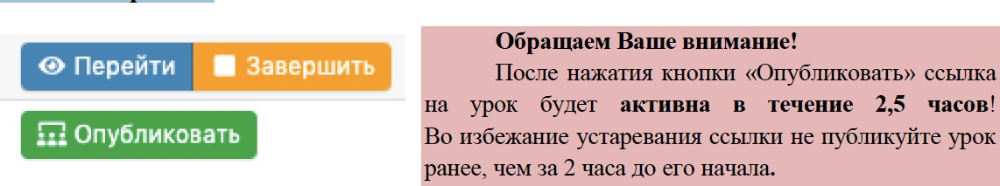 Перейти
Завершить
Опубликовать
Обращаем Ваше внимание!
После нажатия кнопки «Опубликовать» ссылка
на урок будет активна в течение 2,5 часов!
Во избежание устаревания ссылки не публикуйте урок
ранее, чем за 2 часа до его начала.